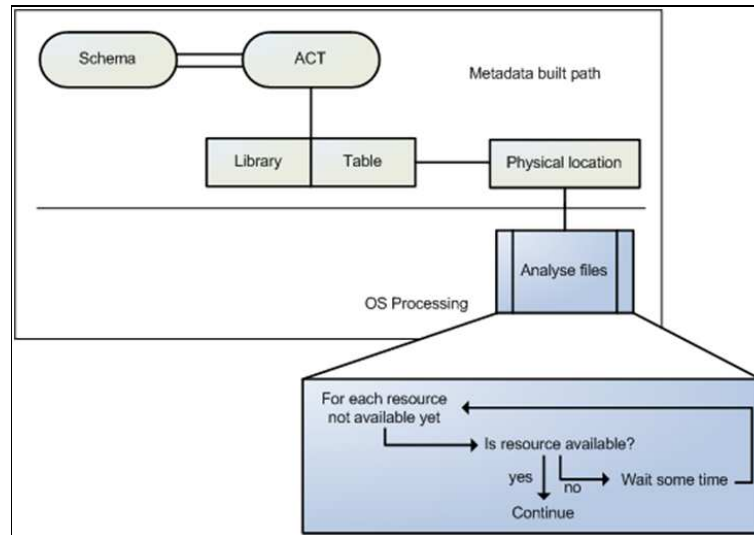 Schema
ACT
Metadata built path
Library
Table
Physical location
Analyse files
OS Processing
For each resource
not available yet
Is resource available?
yes
no
Wait some time
Continue